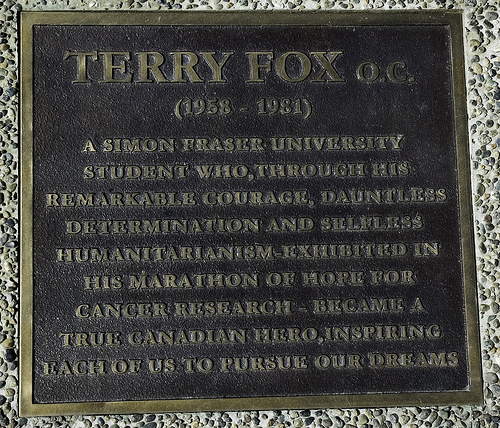 TERRY FOX O.C.
(1958 - 1981)
A SIMON FRASER UNIVERSITY
STUDENT WHO, THROUGH HIS
REMARKABLE COURAGE, DAUNTLESS
DETERMINATION AND SELFLESS
HUMANITARIANISM-EXHIBITED IN
HIS MARATHON OF HOPE FOR
CANCER RESEARCH - BECAME A
TRUE CANADIAN HERO, INSPIRING
EACH OF US TO PURSUE OUR DREAMS